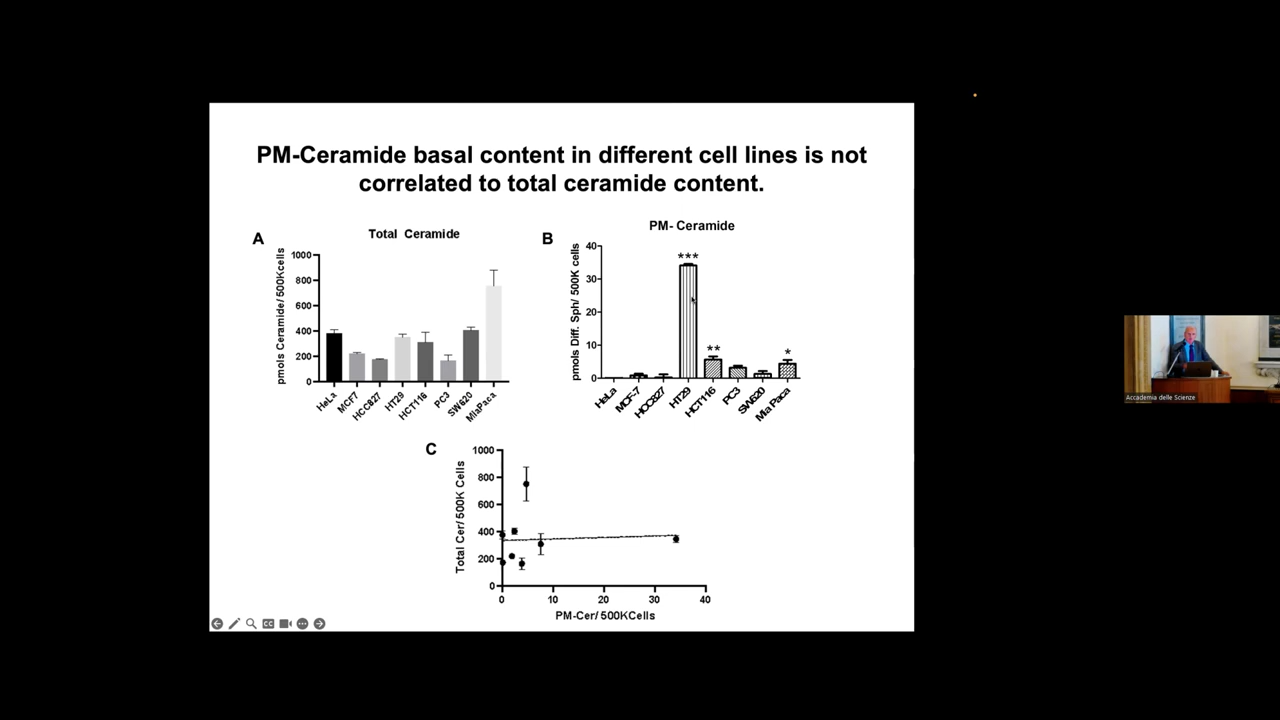 PM-Ceramide basal content in different cell lines is not
correlated to total ceramide content.
A
Total Ceramide
pmols Ceramide/ 500Kcells
1000
800
600
400
200
0
HeLa
MCF7
HCC827
HT29
HCT116
PC3
SW620
MiaPaca
B
PM- Ceramide
pmols Diff. Sph/ 500K cells
40
30
20
10
0
***
**
*
HeLa
MCF-7
HCC827
HT29
HCT116
PC3
SW620
Mia Paca
C
Total Cer/ 500K Cells
1000
800
600
400
200
0
0
10
20
30
40
PM-Cer/ 500KCells
CC
Accademia delle Scienze